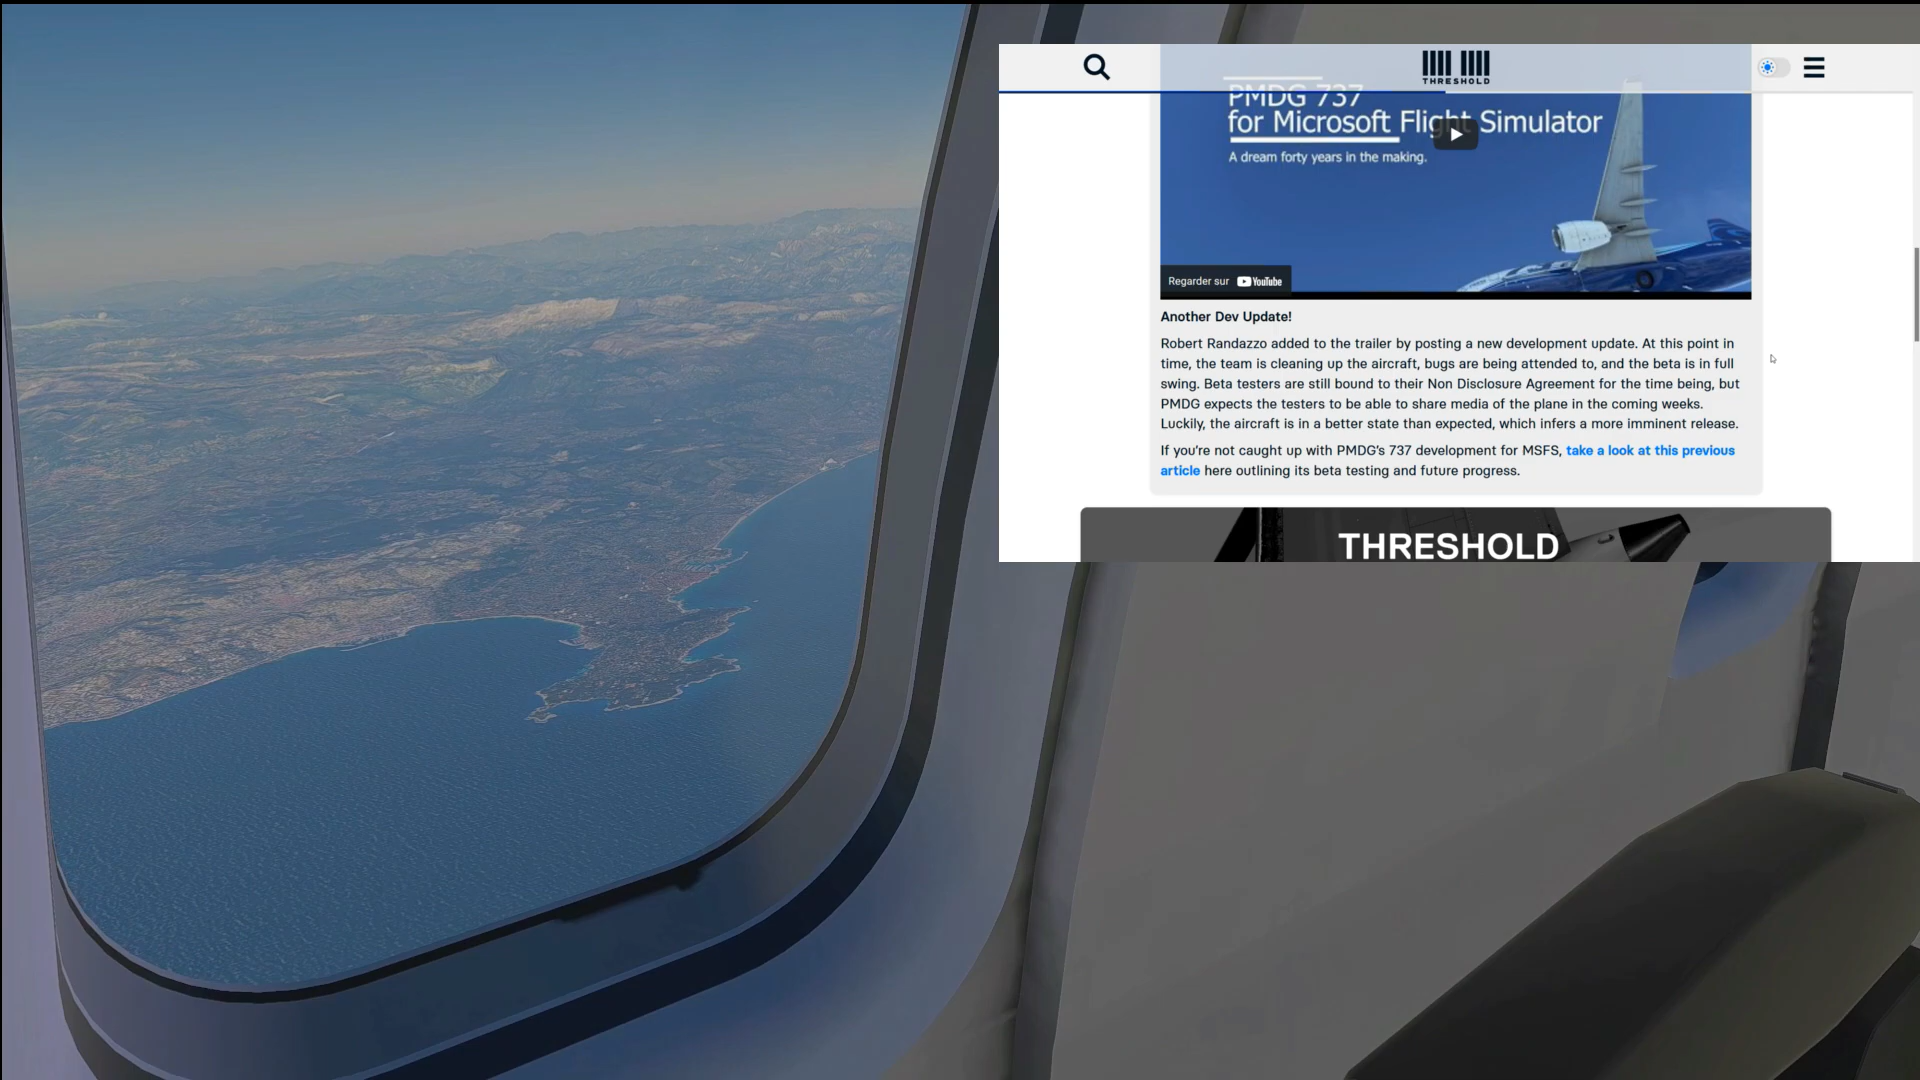 THRESHOLD
PMDG 737
for Microsoft Flight Simulator
A dream forty years in the making.
Regarder sur YouTube
Another Dev Update!
Robert Randazzo added to the trailer by posting a new development update. At this point in
time, the team is cleaning up the aircraft, bugs are being attended to, and the beta is in full
swing. Beta testers are still bound to their Non Disclosure Agreement for the time being, but
PMDG expects the testers to be able to share media of the plane in the coming weeks.
Luckily, the aircraft is in a better state than expected, which infers a more imminent release.
If you're not caught up with PMDG's 737 development for MSFS, take a look at this previous
article here outlining its beta testing and future progress.
THRESHOLD